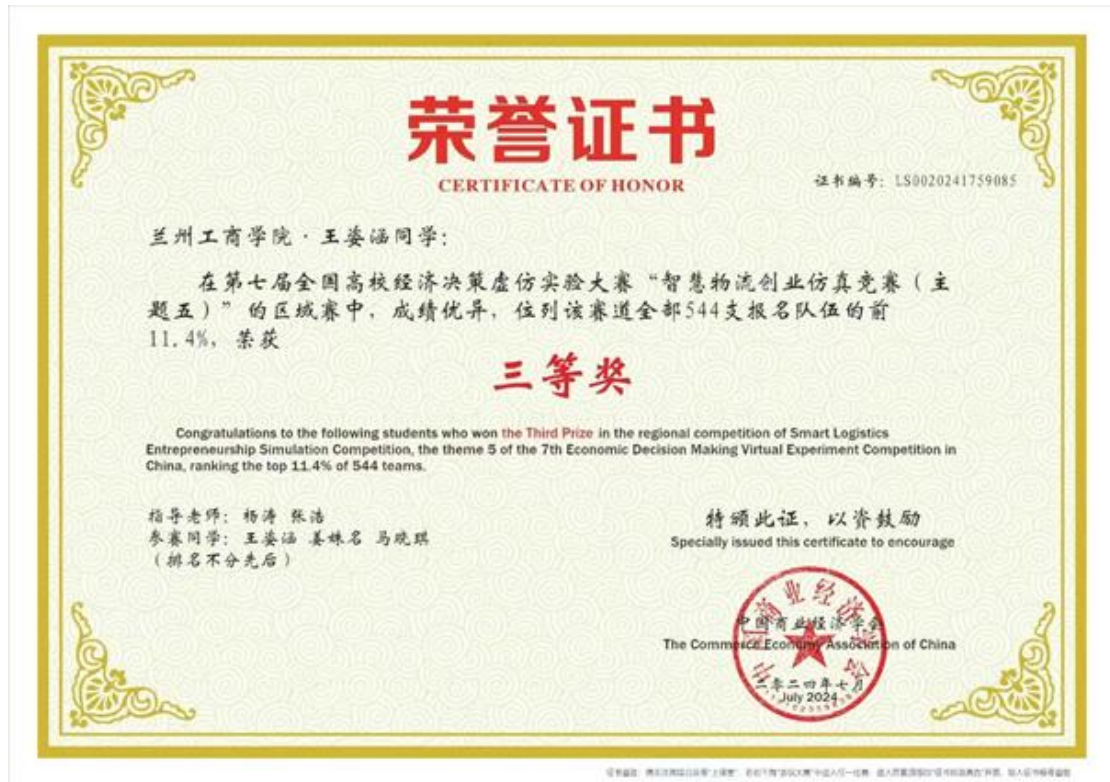 荣誉证书
CERTIFICATE OF HONOR
证书编号：LS0020241759085
兰州工商学院·王姿涵同学：
在第七届全国高校经济决策虚仿实验大赛“智慧物流创业仿真竞赛（主
题五）”的区域赛中，成绩优异，位列该赛道全部544支报名队伍的前
11.4%，荣获
三等奖
Congratulations to the following students who won the Third Prize in the regional competition of Smart Logistics
Entrepreneurship Simulation Competition, the theme 5 of the 7th Economic Decision Making Virtual Experiment Competition in
China, ranking the top 11.4% of 544 teams.
指导老师：杨涛 张浩
参赛同学：王姿涵 姜姝名 马晓琪
（排名不分先后）
特颁此证，以资鼓励
Specially issued this certificate to encourage
中国商业经济学会
中国商业经济学会
The Commerce Economy Association of China
二零二四年七月
July 2024